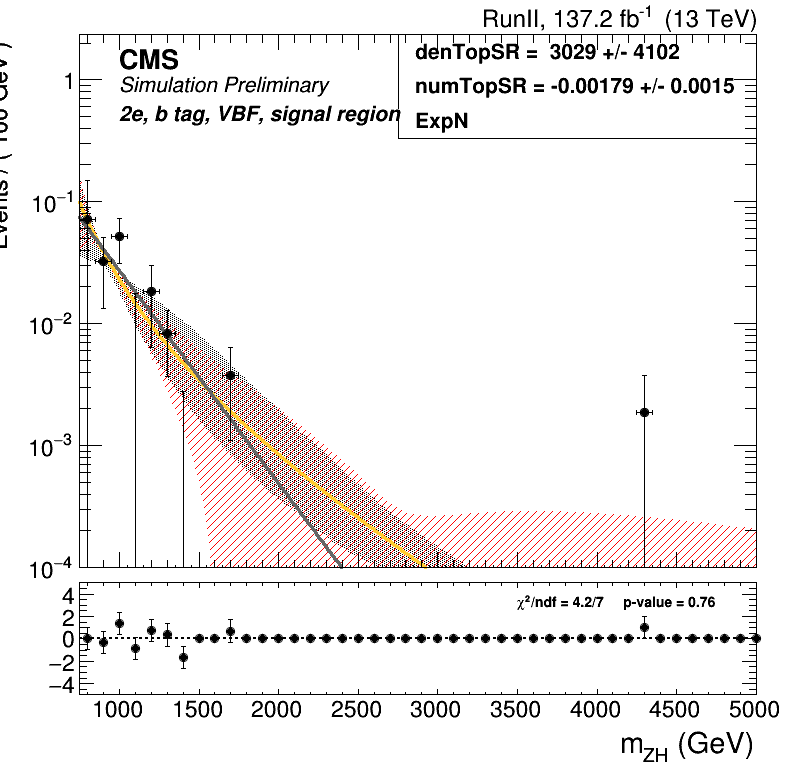 RunII, 137.2 fb⁻¹ (13 TeV)
CMS
Simulation Preliminary
2e, b tag, VBF, signal region
denTopSR = 3029 +/- 4102
numTopSR = -0.00179 +/- 0.0015
ExpN
1
10⁻¹
10⁻²
10⁻³
10⁻⁴
χ²/ndf = 4.2/7 p-value = 0.76
4
2
0
−2
−4
1000 1500 2000 2500 3000 3500 4000 4500 5000
m_ZH (GeV)